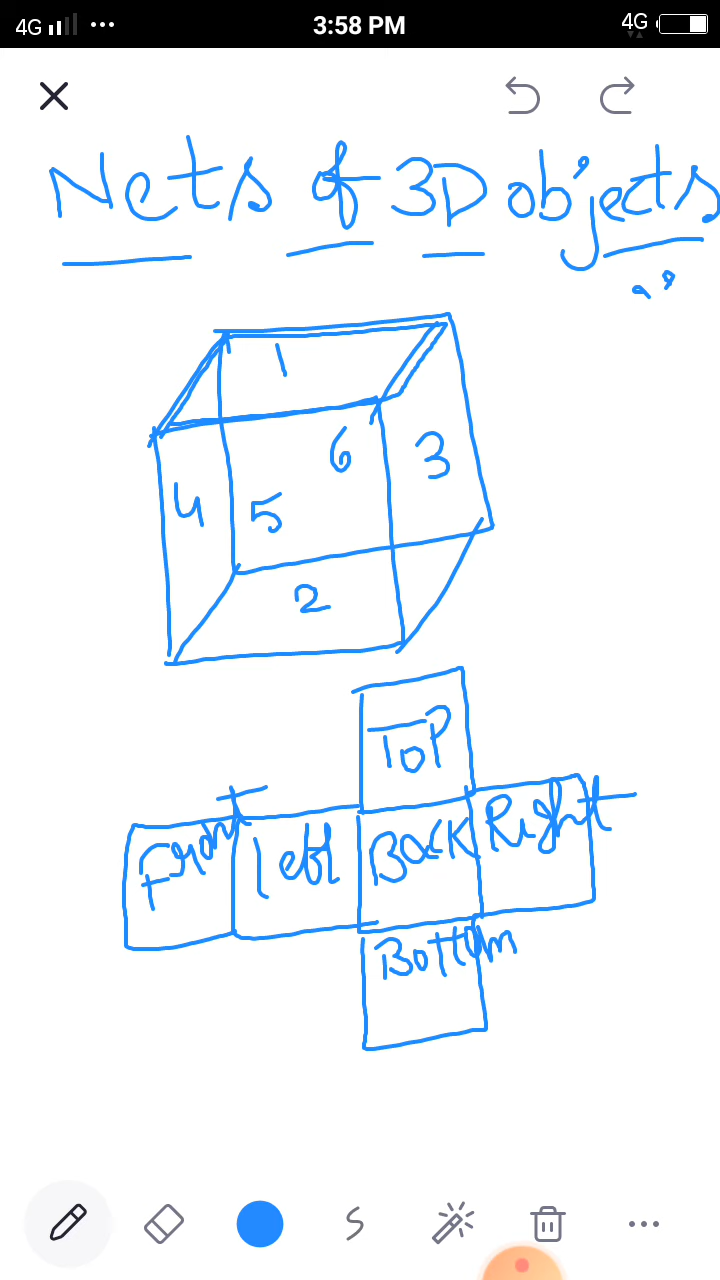 4G 3:58 PM 4G
Nets of 3D objects
1
6 3
4 5
2
Top
Front Left Back Right
Bottom